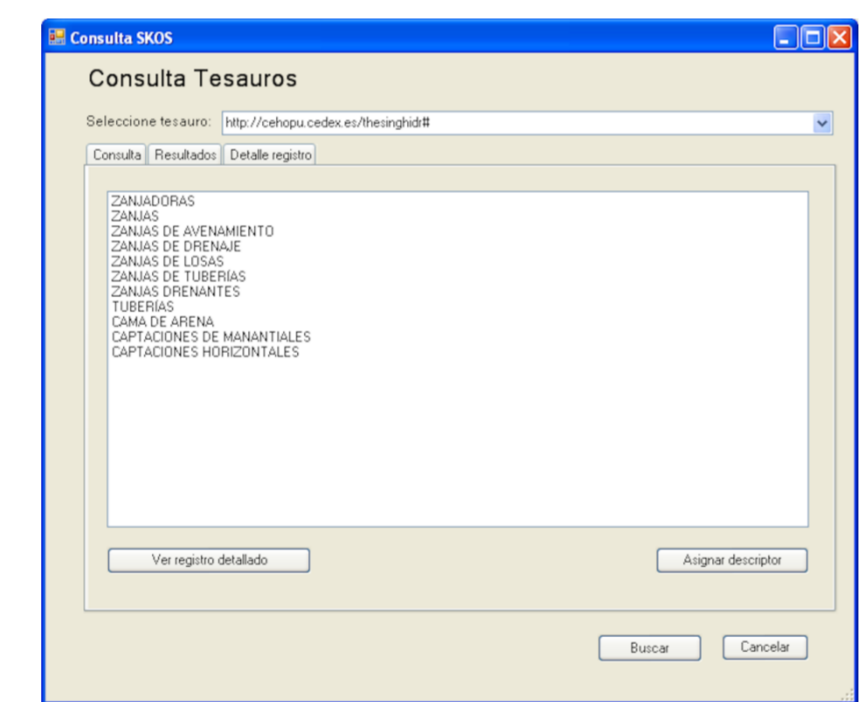 Consulta SKOS
Consulta Tesauros
Seleccione tesauro: http://cehopu.cedex.es/thesinghidr#
Consulta Resultados Detalle registro
ZANJADORAS
ZANJAS
ZANJAS DE AVENAMIENTO
ZANJAS DE DRENAJE
ZANJAS DE LOSAS
ZANJAS DE TUBERÍAS
ZANJAS DRENANTES
TUBERÍAS
CAMA DE ARENA
CAPTACIONES DE MANANTIALES
CAPTACIONES HORIZONTALES
Ver registro detallado Asignar descriptor
Buscar Cancelar